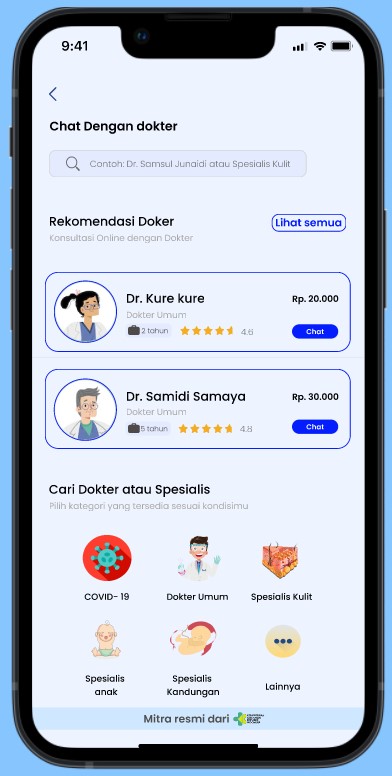 9:41
Chat Dengan dokter
Contoh: Dr. Samsul Junaidi atau Spesialis Kulit
Rekomendasi Doker
Lihat semua
Konsultasi Online dengan Dokter
Dr. Kure kure
Rp. 20.000
Dokter Umum
2 tahun
4.6
Chat
Dr. Samidi Samaya
Rp. 30.000
Dokter Umum
5 tahun
4.8
Chat
Cari Dokter atau Spesialis
Pilih kategori yang tersedia sesuai kondisimu
COVID- 19
Dokter Umum
Spesialis Kulit
Spesialis
anak
Spesialis
Kandungan
Lainnya
Mitra resmi dari